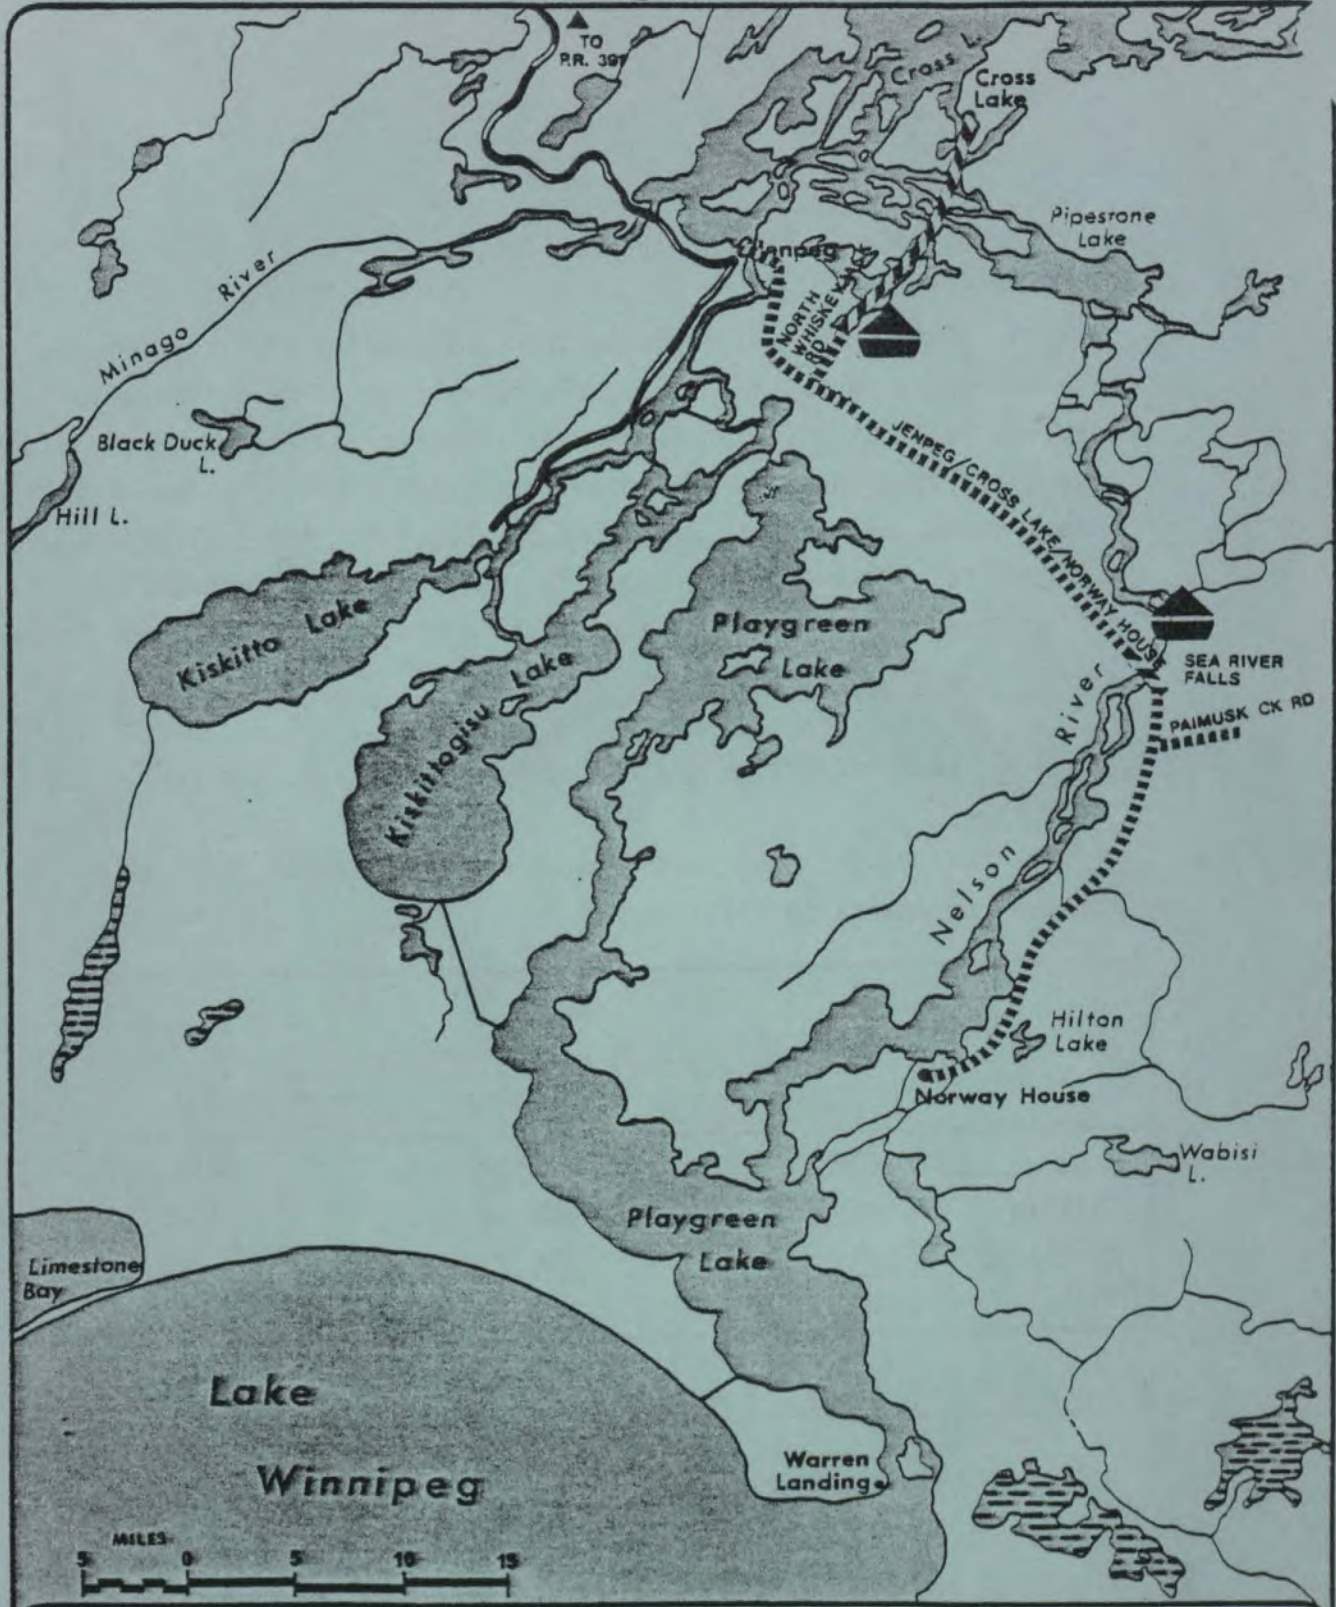 TO
P.R. 391
Cross L.
Cross
Lake
Pipestone
Lake
Jenpeg
Minago River
NORTH
WHISKEY JACK
RD
Black Duck
L.
JENPEG/CROSS LAKE/NORWAY HOUSE
Hill L.
Kiskitto Lake
Playgreen
Lake
SEA RIVER
FALLS
Kiskittogisu Lake
PAIMUSK CK RD
Nelson River
Hilton
Lake
Norway House
Wabisi
L.
Playgreen
Lake
Limestone
Bay
Lake
Winnipeg
Warren
Landing
MILES
5 0 5 10 15